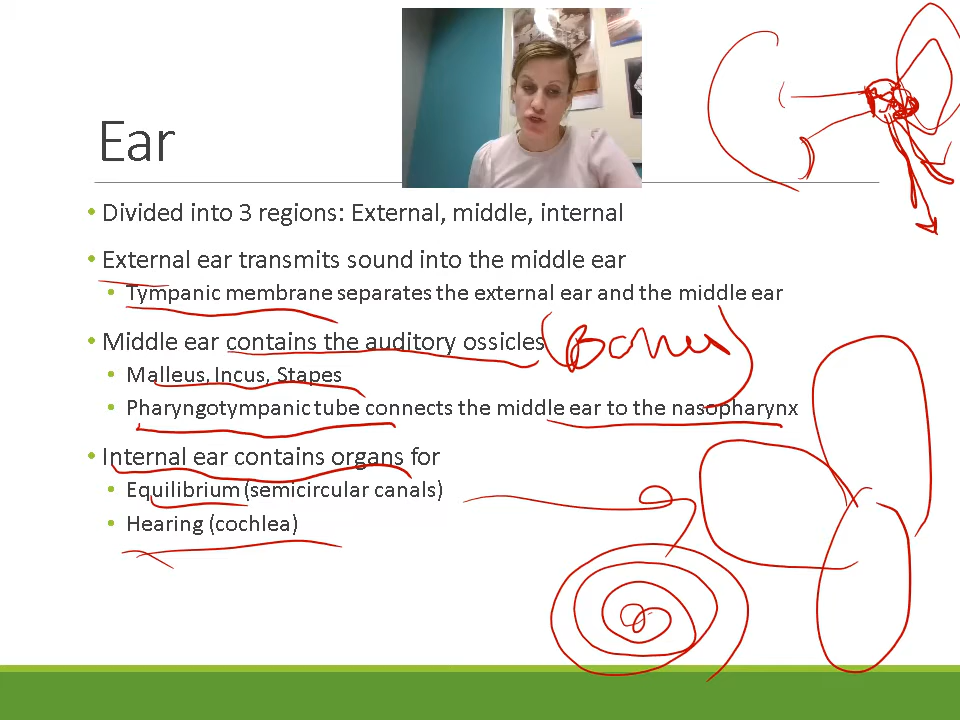 Ear
• Divided into 3 regions: External, middle, internal
• External ear transmits sound into the middle ear
• Tympanic membrane separates the external ear and the middle ear
• Middle ear contains the auditory ossicles (Bones)
• Malleus, Incus, Stapes
• Pharyngotympanic tube connects the middle ear to the nasopharynx
• Internal ear contains organs for
• Equilibrium (semicircular canals)
• Hearing (cochlea)